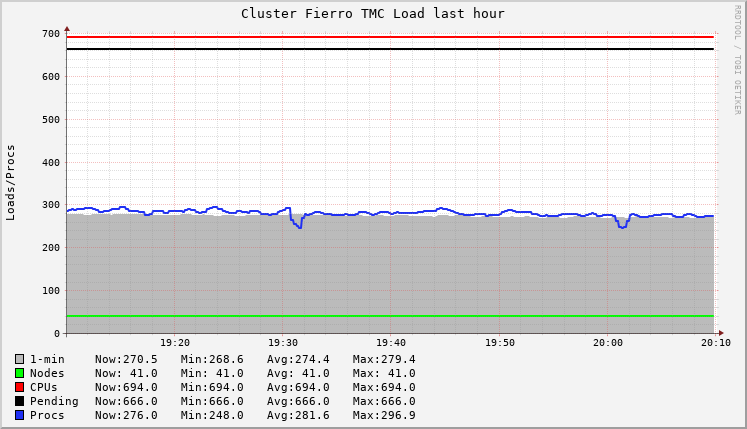 Cluster Fierro TMC Load last hour
RRDTOOL / TOBI OETIKER
Loads/Procs
700
600
500
400
300
200
100
0
19:20 19:30 19:40 19:50 20:00 20:10
1-min Now:270.5 Min:268.6 Avg:274.4 Max:279.4
Nodes Now: 41.0 Min: 41.0 Avg: 41.0 Max: 41.0
CPUs Now:694.0 Min:694.0 Avg:694.0 Max:694.0
Pending Now:666.0 Min:666.0 Avg:666.0 Max:666.0
Procs Now:276.0 Min:248.0 Avg:281.6 Max:296.9